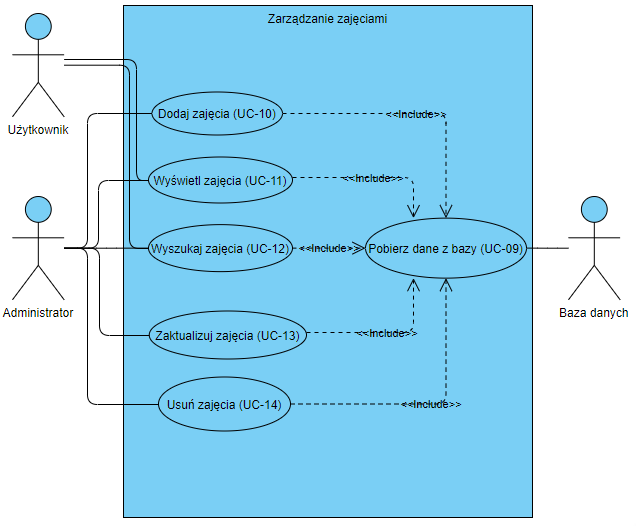 Zarządzanie zajęciami
Użytkownik
Dodaj zajęcia (UC-10)
<<Include>>
Wyświetl zajęcia (UC-11)
<<Include>>
Wyszukaj zajęcia (UC-12)
<<Include>>
Pobierz dane z bazy (UC-09)
Administrator
Baza danych
Zaktualizuj zajęcia (UC-13)
<<Include>>
Usuń zajęcia (UC-14)
<<Include>>